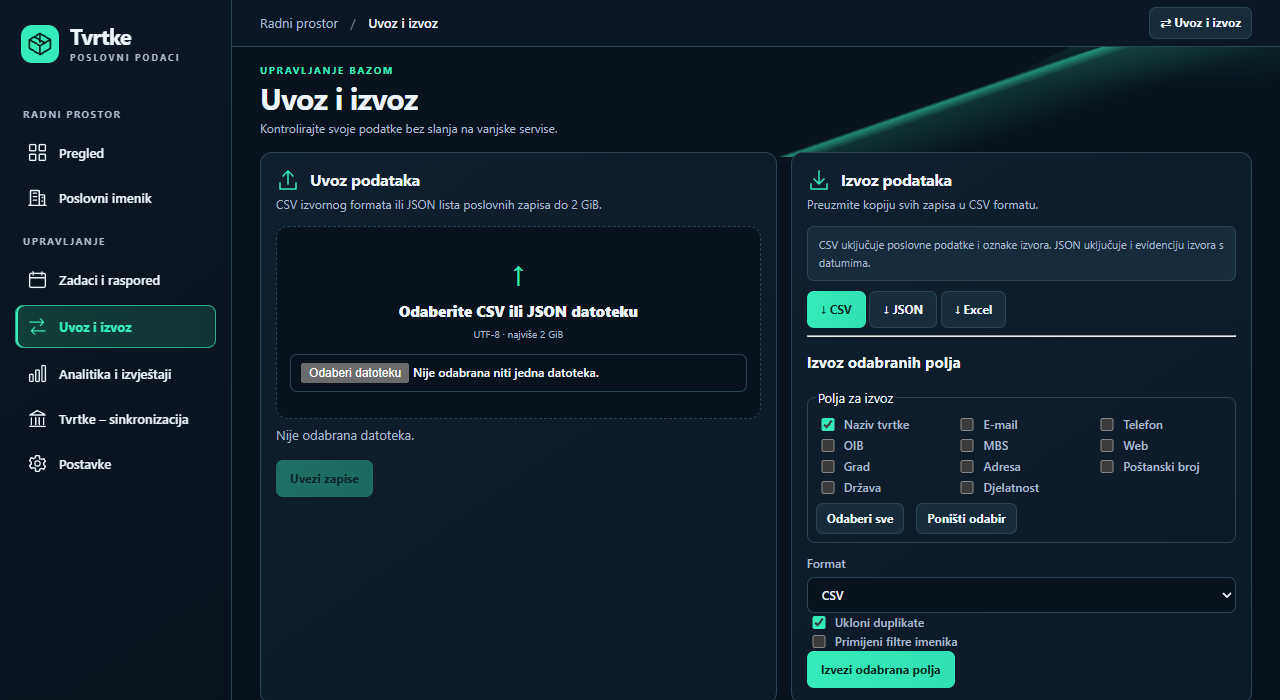 Tvrtke
POSLOVNI PODACI
RADNI PROSTOR
Pregled
Poslovni imenik
UPRAVLJANJE
Zadaci i raspored
Uvoz i izvoz
Analitika i izvještaji
Tvrtke – sinkronizacija
Postavke
Radni prostor / Uvoz i izvoz
⇄ Uvoz i izvoz
UPRAVLJANJE BAZOM
Uvoz i izvoz
Kontrolirajte svoje podatke bez slanja na vanjske servise.
Uvoz podataka
CSV izvornog formata ili JSON lista poslovnih zapisa do 2 GiB.
↑
Odaberite CSV ili JSON datoteku
UTF-8 · najviše 2 GiB
Odaberi datoteku Nije odabrana niti jedna datoteka.
Nije odabrana datoteka.
Uvezi zapise
Izvoz podataka
Preuzmite kopiju svih zapisa u CSV formatu.
CSV uključuje poslovne podatke i oznake izvora. JSON uključuje i evidenciju izvora s
datumima.
↓ CSV ↓ JSON ↓ Excel
Izvoz odabranih polja
Polja za izvoz
Naziv tvrtke E-mail Telefon
OIB MBS Web
Grad Adresa Poštanski broj
Država Djelatnost
Odaberi sve Poništi odabir
Format
CSV
Ukloni duplikate
Primijeni filtre imenika
Izvezi odabrana polja